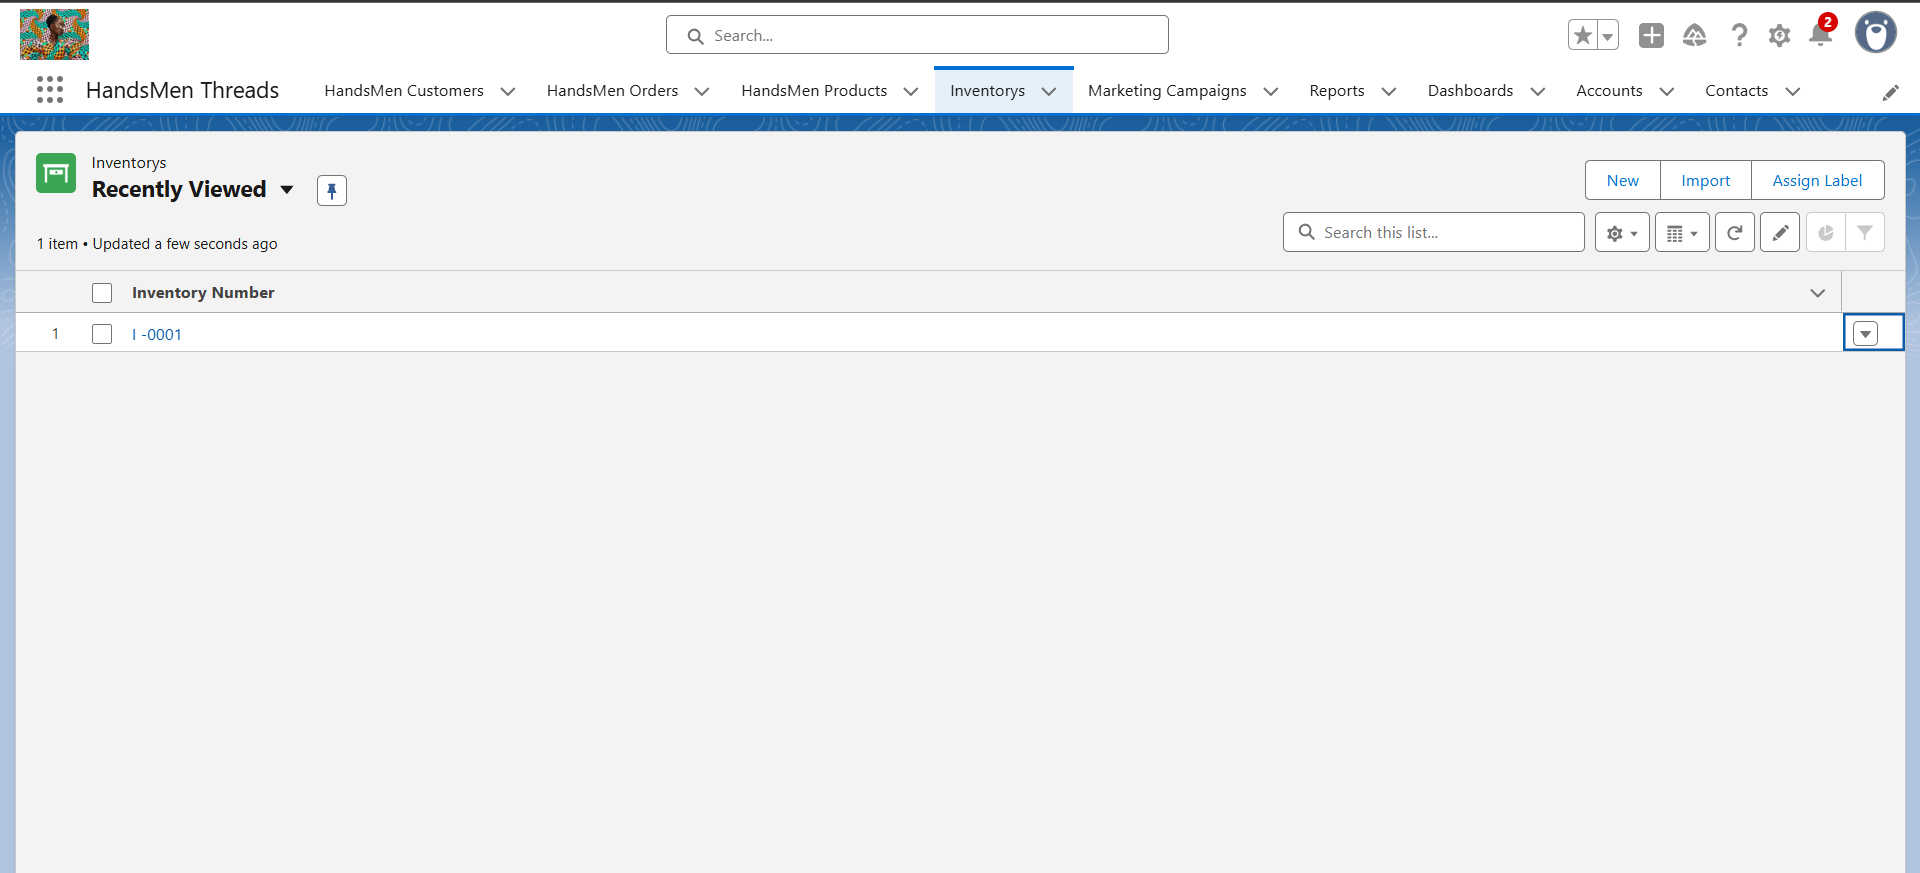 Search...
2
HandsMen Threads
HandsMen Customers
HandsMen Orders
HandsMen Products
Inventorys
Marketing Campaigns
Reports
Dashboards
Accounts
Contacts
Inventorys
Recently Viewed
New
Import
Assign Label
1 item • Updated a few seconds ago
Search this list...
Inventory Number
1
I -0001